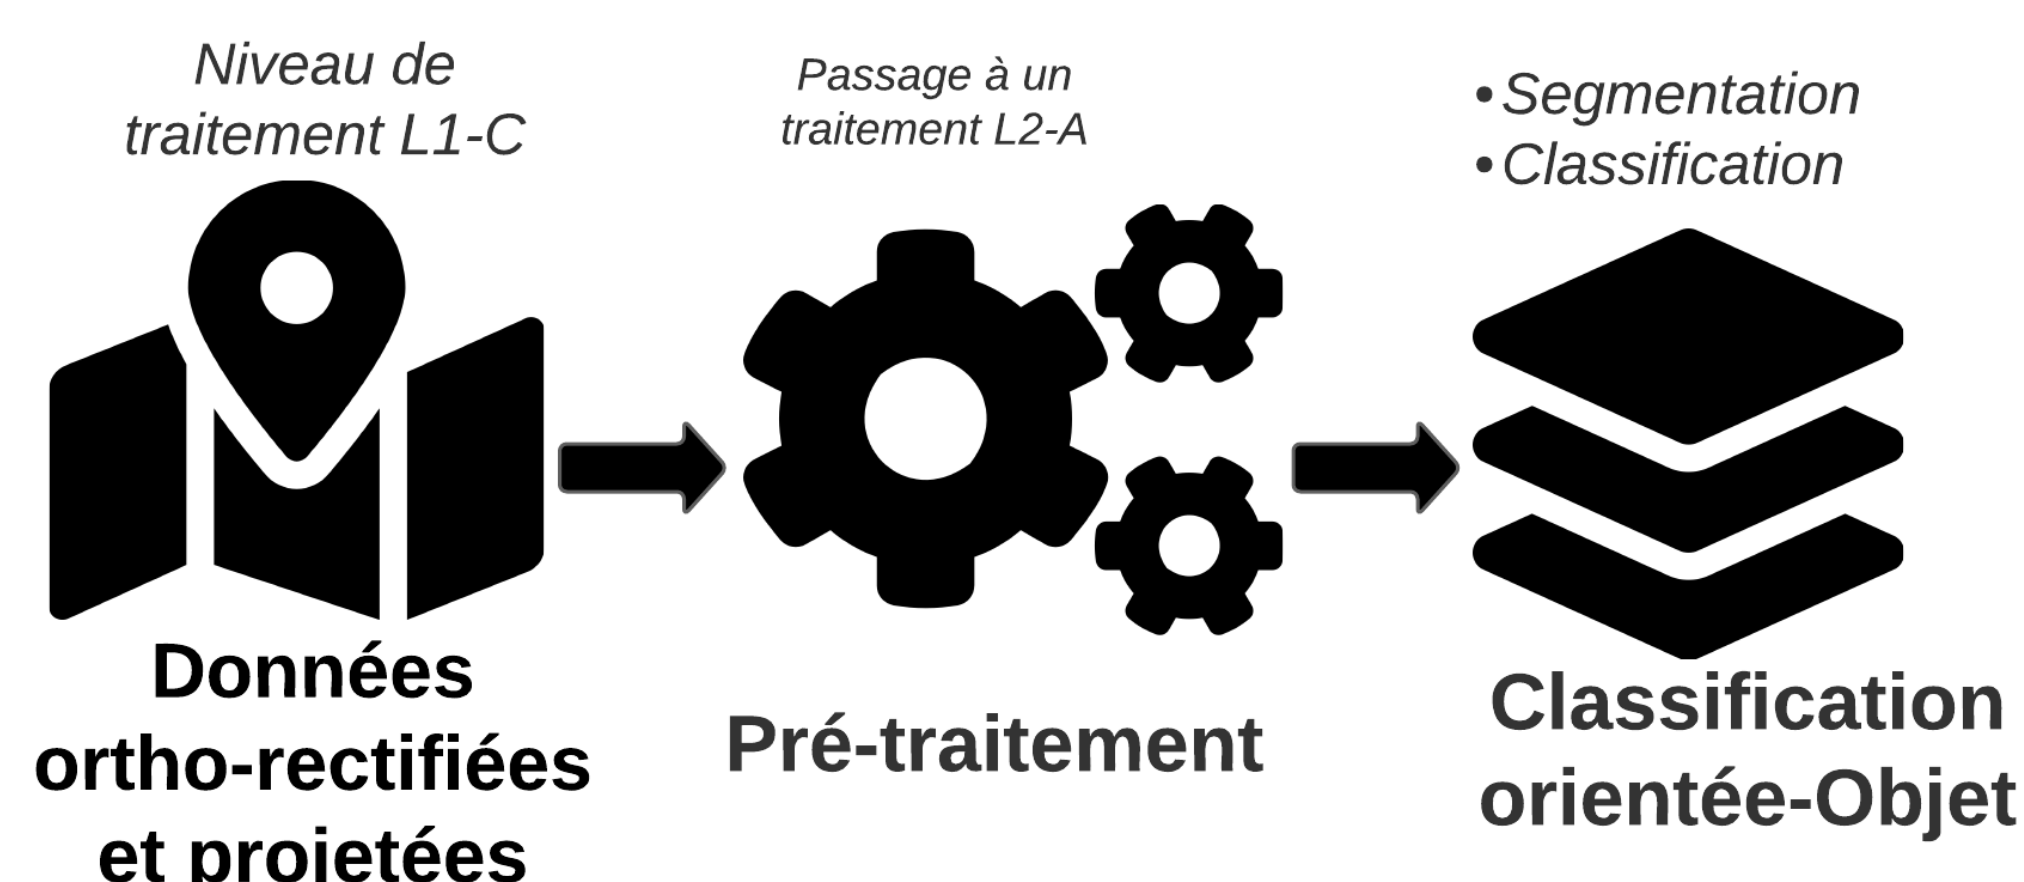 Niveau de
traitement L1-C
Données
ortho-rectifiées
et projetées
Passage à un
traitement L2-A
Pré-traitement
•Segmentation
•Classification
Classification
orientée-Objet